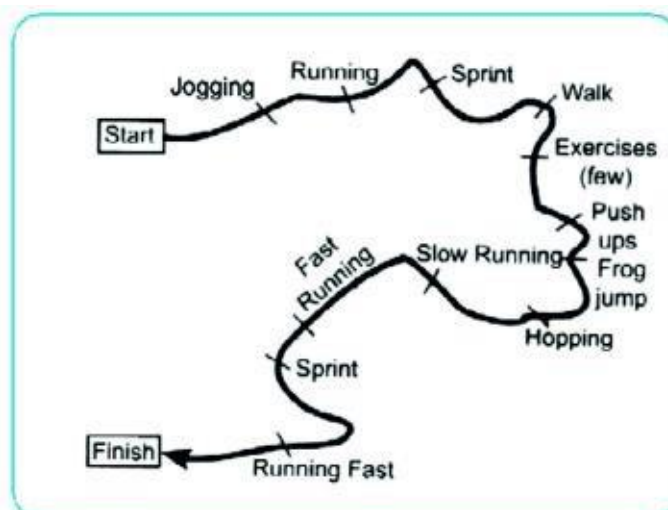 Start
Jogging
Running
Sprint
Walk
Exercises
(few)
Push
ups
Frog
jump
Hopping
Slow Running
Fast
Running
Sprint
Running Fast
Finish